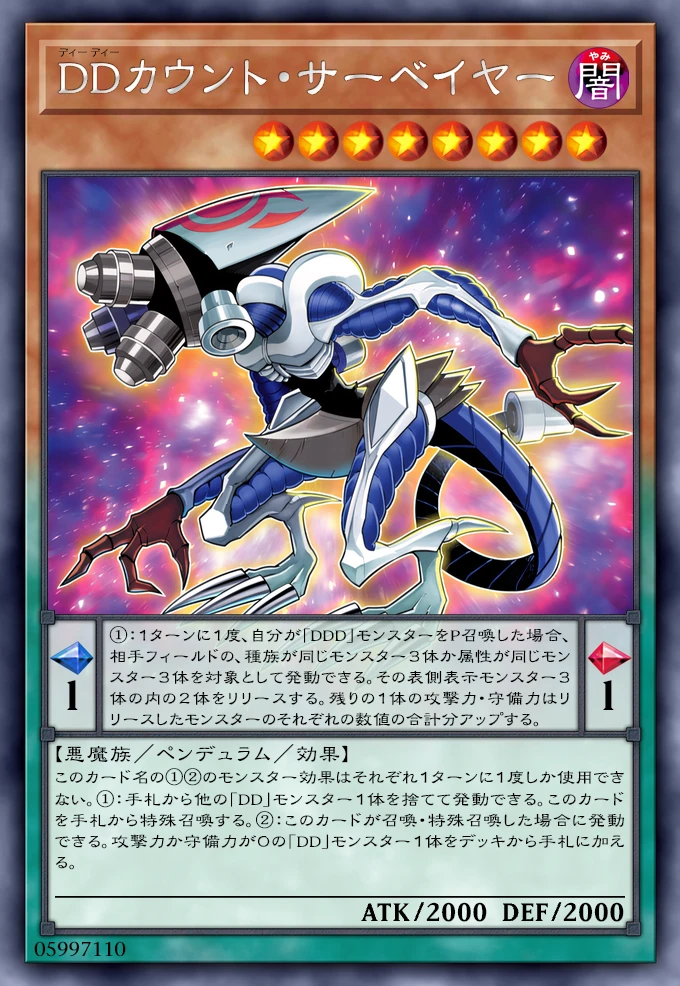 ディーディー
DDカウント・サーベイヤー
やみ
闇
①:1ターンに1度、自分が「DDD」モンスターをP召喚した場合、
相手フィールドの、種族が同じモンスター3体か属性が同じモン
スター3体を対象として発動できる。その表側表示モンスター3
体の内の2体をリリースする。残りの1体の攻撃力・守備力はリ
リースしたモンスターのそれぞれの数値の合計分アップする。
1
1
【悪魔族/ペンデュラム/効果】
このカード名の①②のモンスター効果はそれぞれ1ターンに1度しか使用でき
ない。①:手札から他の「DD」モンスター1体を捨てて発動できる。このカード
を手札から特殊召喚する。②:このカードが召喚・特殊召喚した場合に発動
できる。攻撃力か守備力が0の「DD」モンスター1体をデッキから手札に加え
る。
ATK/2000 DEF/2000
05997110